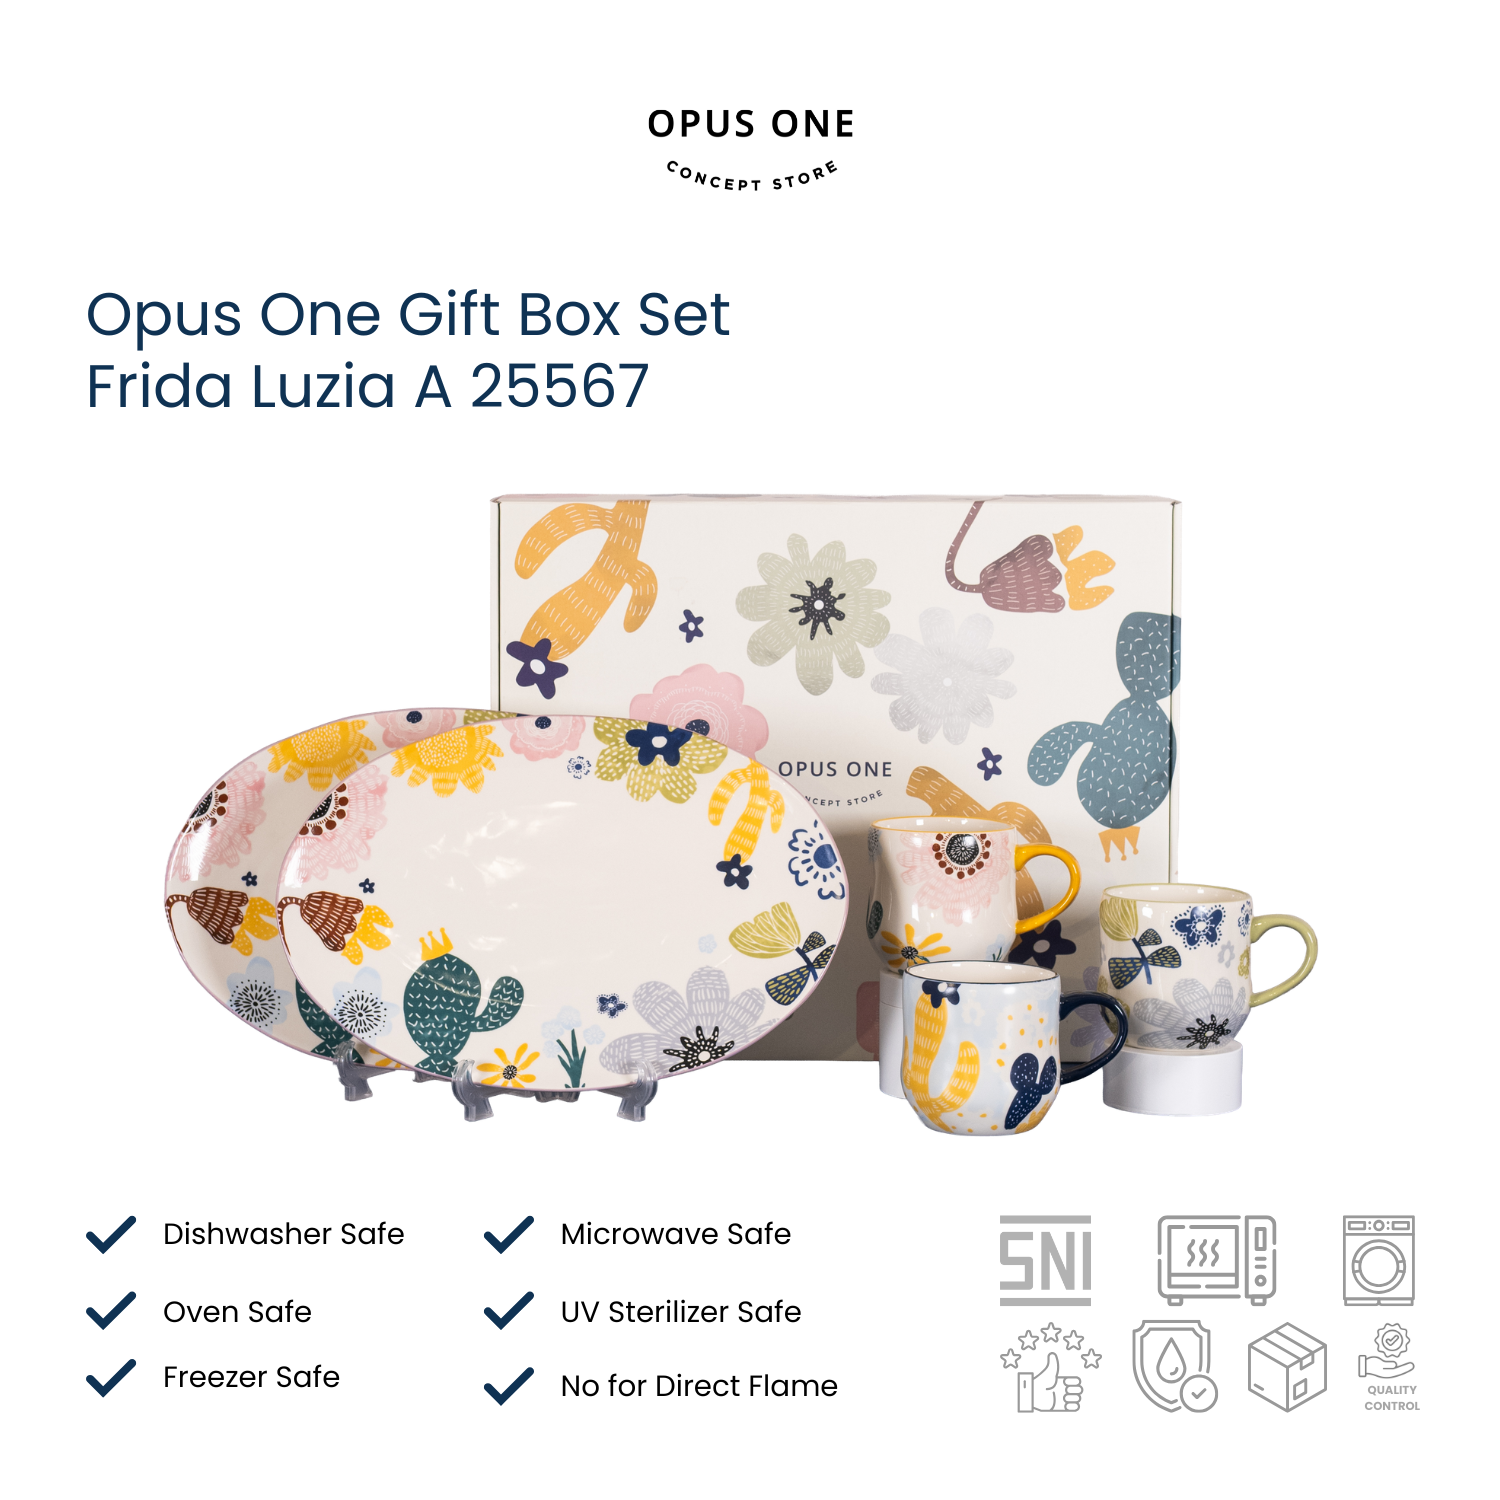 OPUS ONE
CONCEPT STORE
Opus One Gift Box Set
Frida Luzia A 25567
OPUS ONE
STORE
Dishwasher Safe
Microwave Safe
Oven Safe
UV Sterilizer Safe
Freezer Safe
No for Direct Flame
SNI
QUALITY
CONTROL